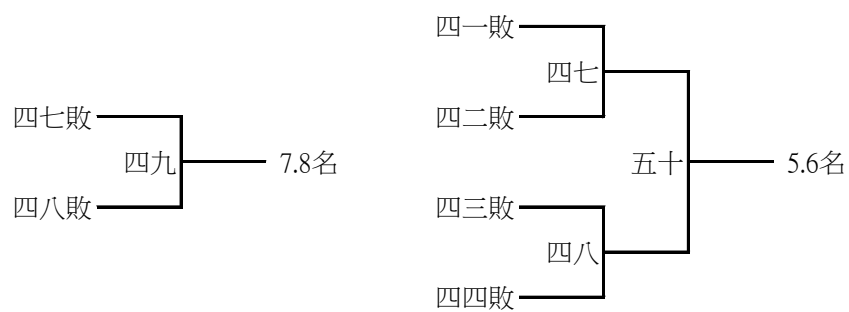 四七敗
四九
7.8名
四八敗
四一敗
四七
四二敗
五十
5.6名
四三敗
四八
四四敗